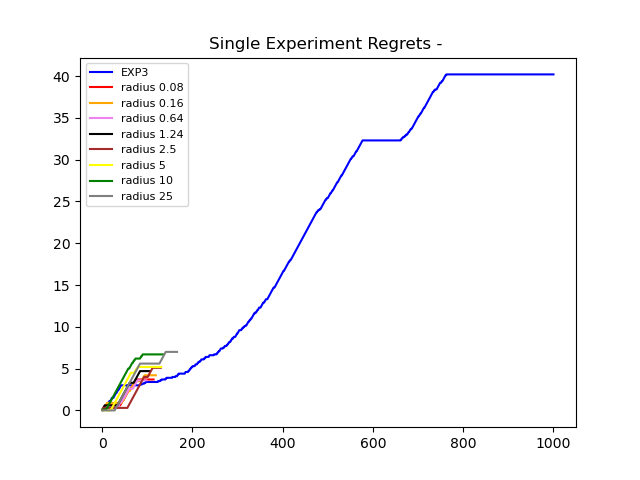 Single Experiment Regrets -
EXP3
radius 0.08
radius 0.16
radius 0.64
radius 1.24
radius 2.5
radius 5
radius 10
radius 25
40
35
30
25
20
15
10
5
0
0 200 400 600 800 1000